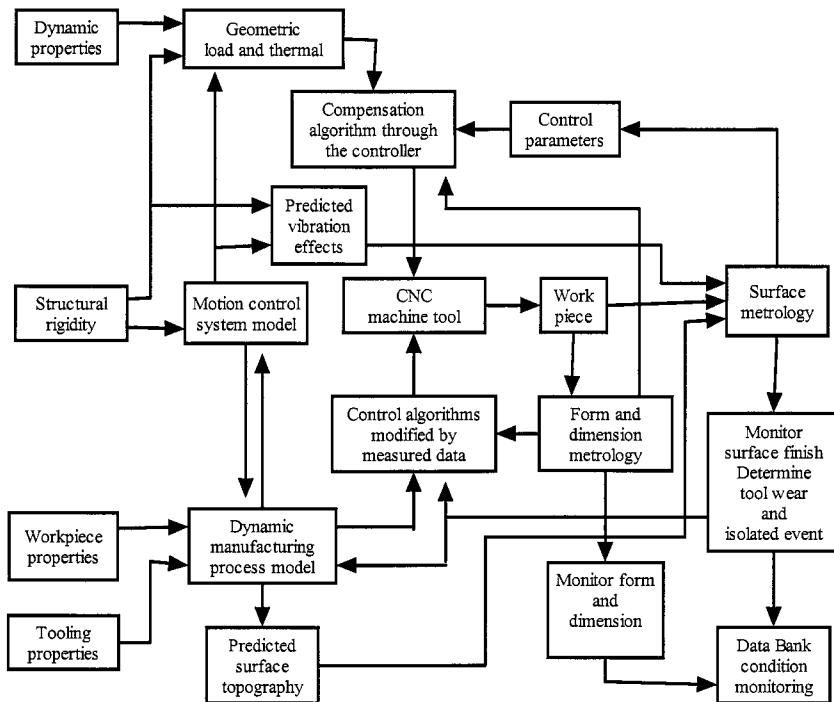 Dynamic
properties
Geometric
load and thermal
Compensation
algorithm through
the controller
Control
parameters
Predicted
vibration
effects
Structural
rigidity
Motion control
system model
CNC
machine tool
Work
piece
Surface
metrology
Control algorithms
modified by
measured data
Form and
dimension
metrology
Monitor
surface finish
Determine
tool wear
and
isolated event
Workpiece
properties
Dynamic
manufacturing
process model
Monitor form
and
dimension
Tooling
properties
Predicted
surface
topography
Data Bank
condition
monitoring